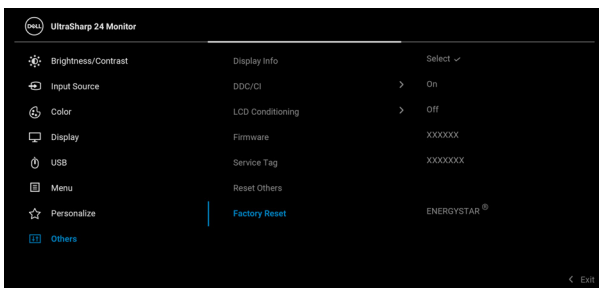 DELL UltraSharp 24 Monitor
Brightness/Contrast Display Info Select ✓
Input Source DDC/CI > On
Color LCD Conditioning > Off
Display Firmware XXXXXX
USB Service Tag XXXXXXX
Menu Reset Others
Personalize Factory Reset ENERGYSTAR ®
Others
< Exit